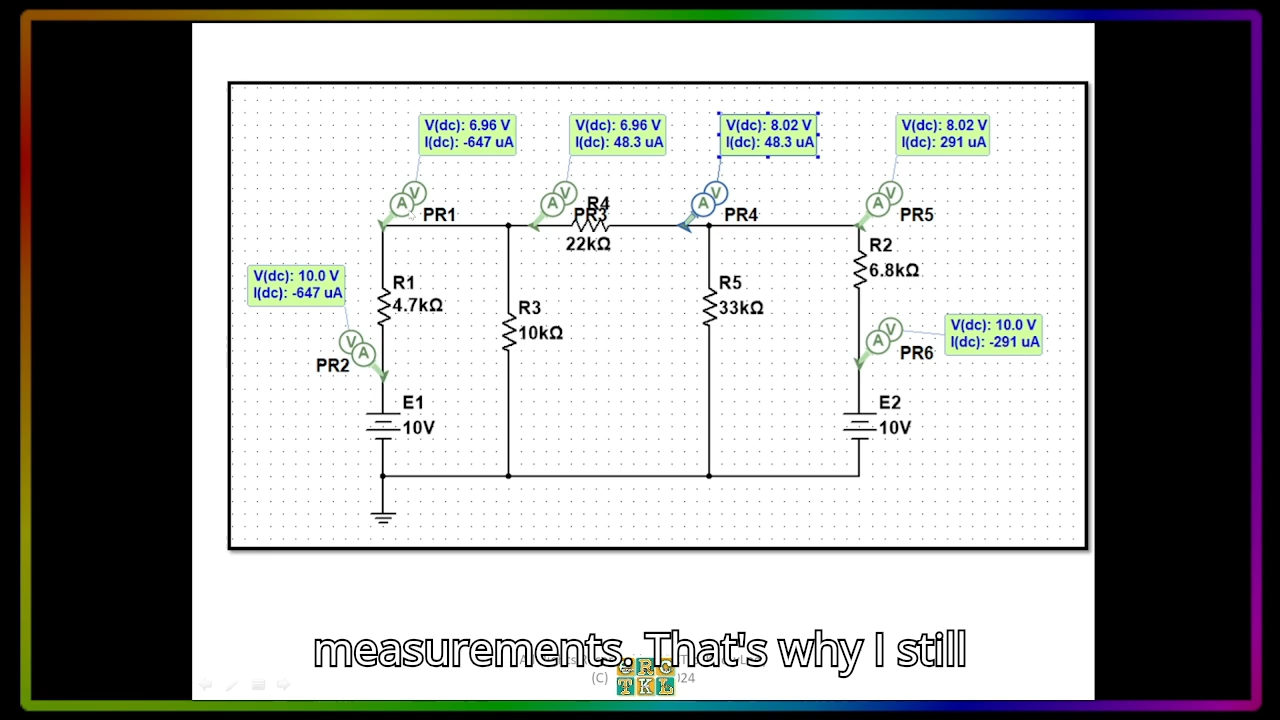 V(dc): 6.96 V
I(dc): -647 uA
V(dc): 6.96 V
I(dc): 48.3 uA
V(dc): 8.02 V
I(dc): 48.3 uA
V(dc): 8.02 V
I(dc): 291 uA
A V
PR1
A V
R4
PR3
22kΩ
A V
PR4
A V
PR5
R2
6.8kΩ
V(dc): 10.0 V
I(dc): -647 uA
R1
4.7kΩ
R3
10kΩ
R5
33kΩ
V A
PR2
A V
PR6
V(dc): 10.0 V
I(dc): -291 uA
E1
10V
E2
10V
measurements. That's why I still
C R C
T K L
(C)